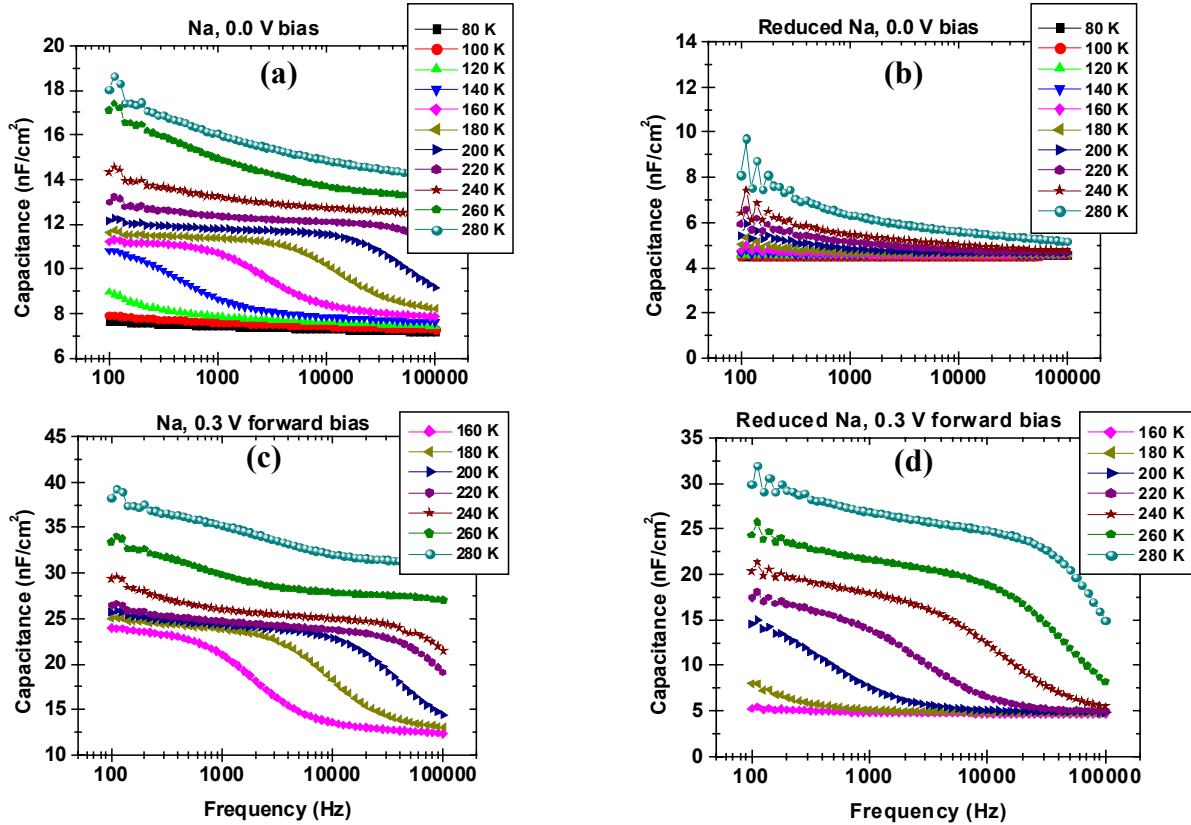 Na, 0.0 V bias
(a)
Capacitance (nF/cm²)
20
18
16
14
12
10
8
6
100 1000 10000 100000
80 K
100 K
120 K
140 K
160 K
180 K
200 K
220 K
240 K
260 K
280 K
Reduced Na, 0.0 V bias
(b)
Capacitance (nF/cm²)
14
12
10
8
6
4
2
0
100 1000 10000 100000
80 K
100 K
120 K
140 K
160 K
180 K
200 K
220 K
240 K
280 K
Na, 0.3 V forward bias
(c)
Capacitance (nF/cm²)
45
40
35
30
25
20
15
10
100 1000 10000 100000
Frequency (Hz)
160 K
180 K
200 K
220 K
240 K
260 K
280 K
Reduced Na, 0.3 V forward bias
(d)
Capacitance (nF/cm²)
35
30
25
20
15
10
5
0
100 1000 10000 100000
Frequency (Hz)
160 K
180 K
200 K
220 K
240 K
260 K
280 K